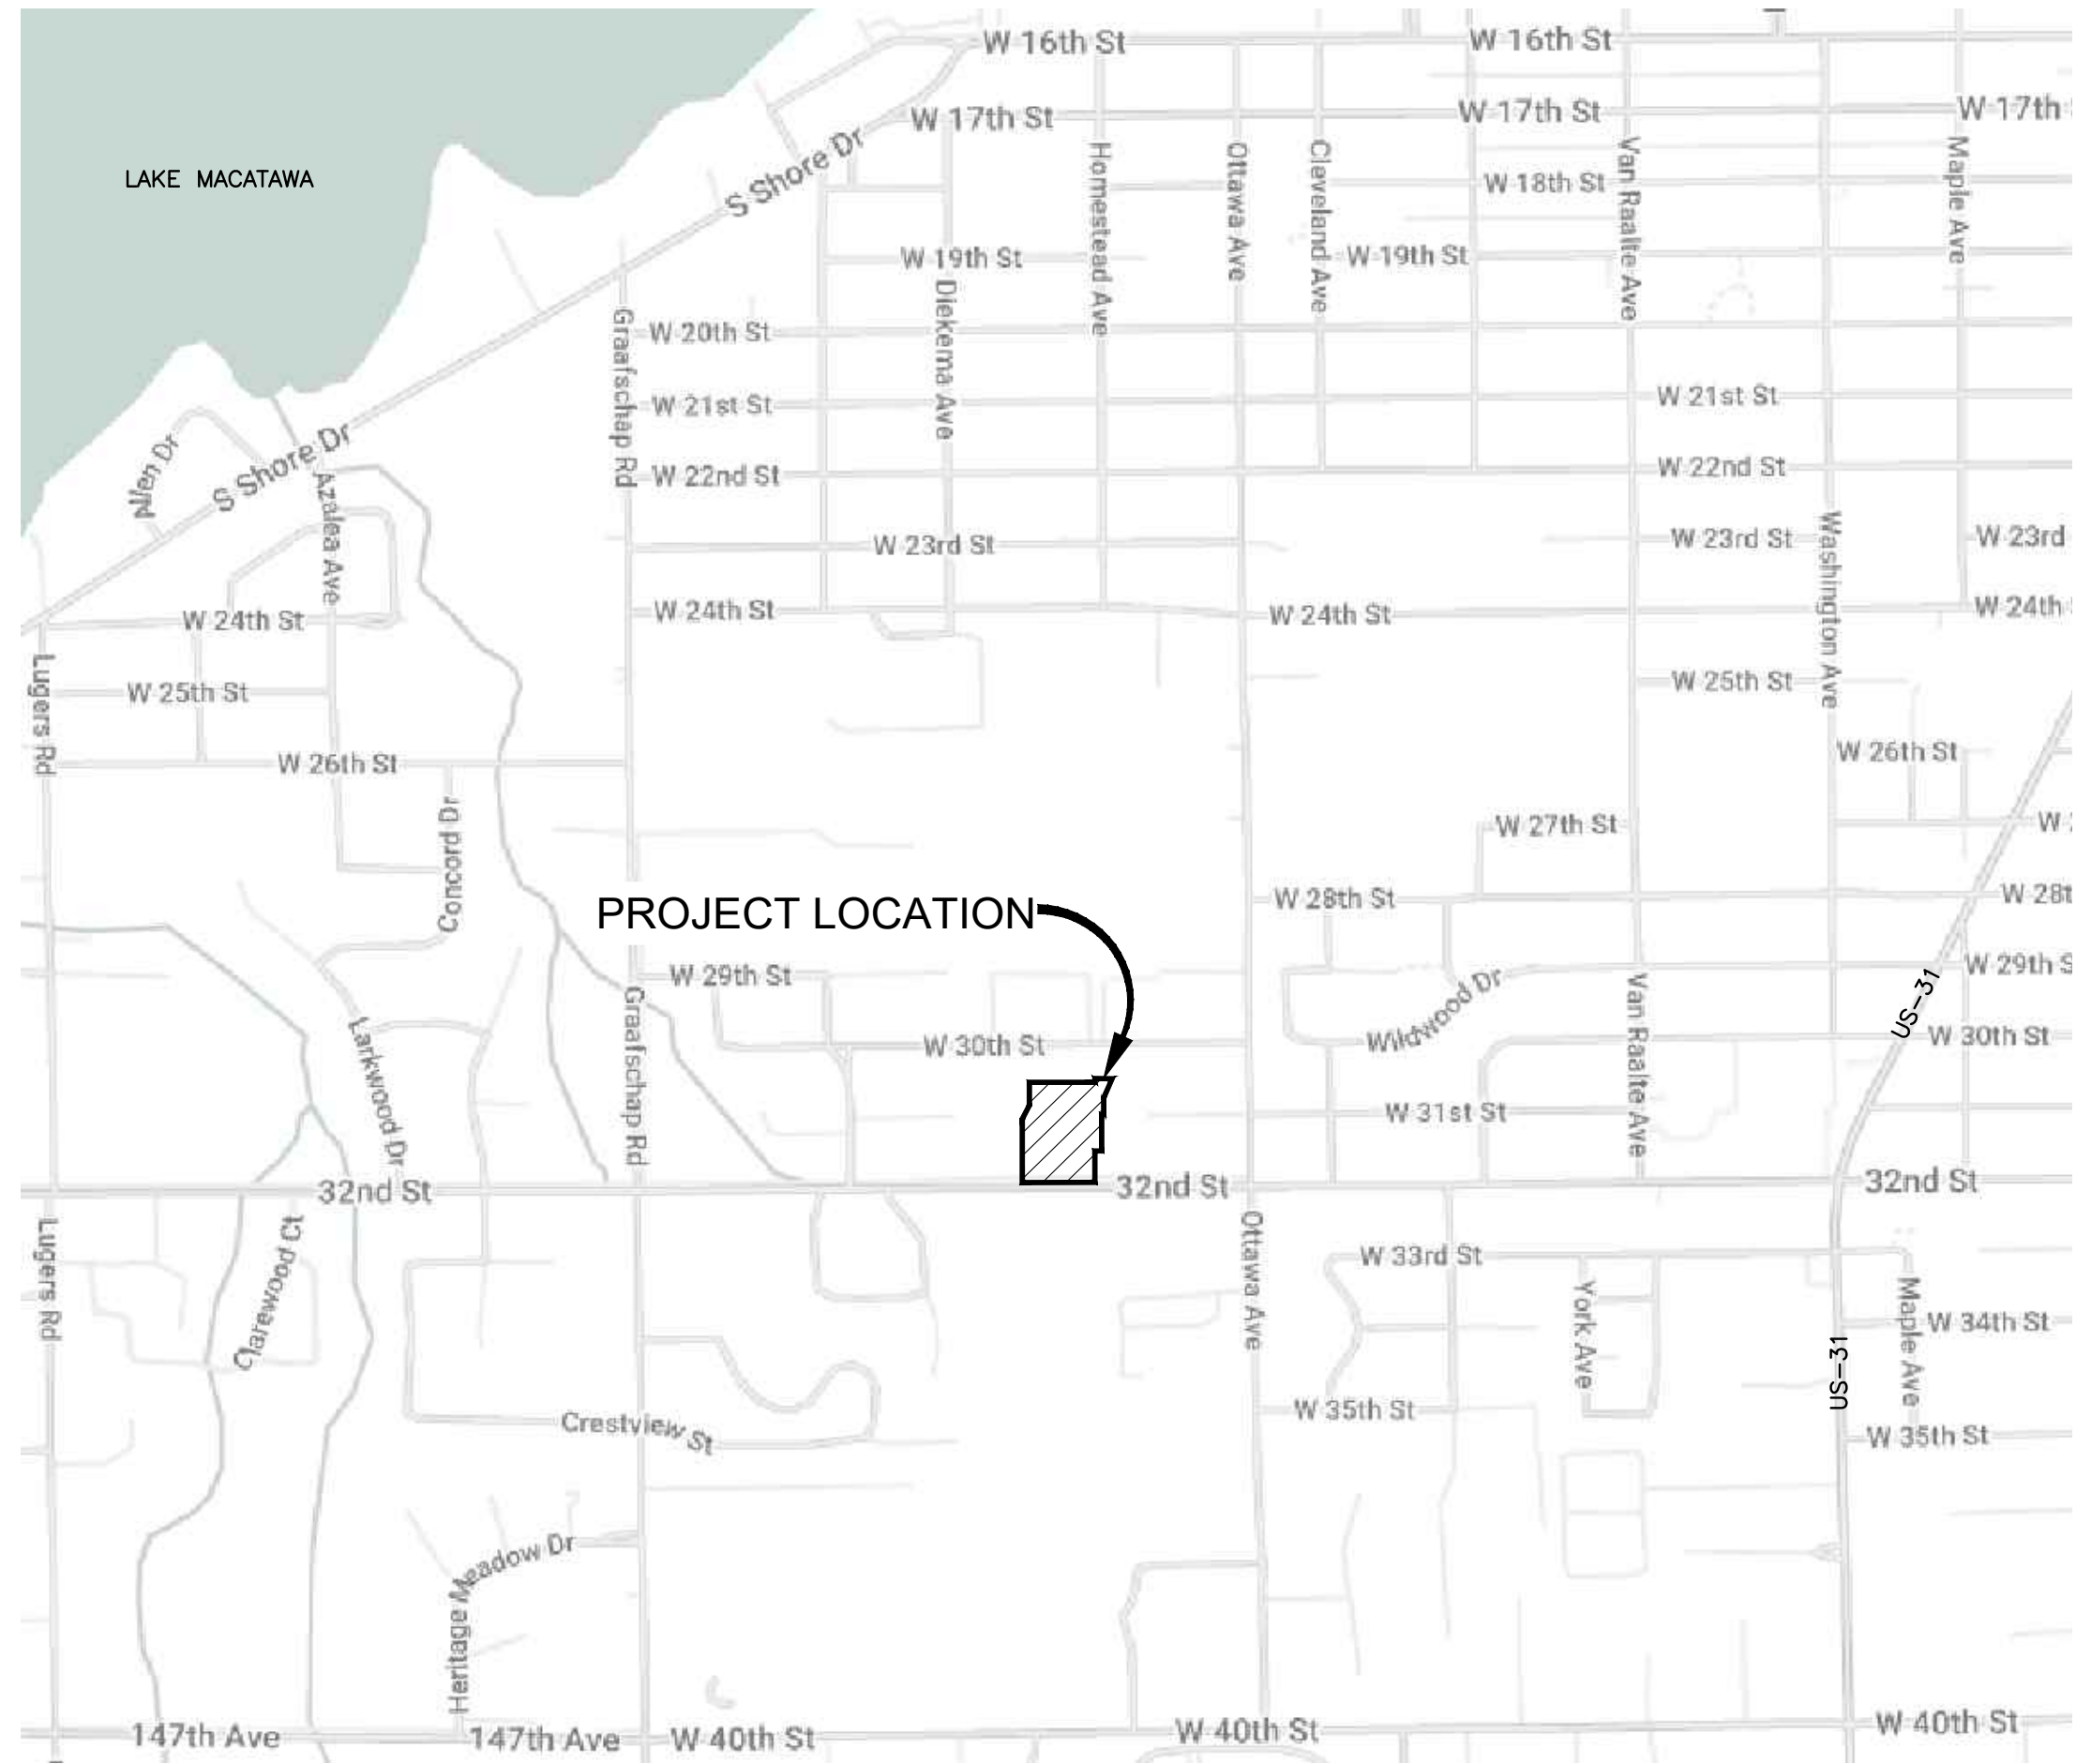 W 16th St
W 16th St
W 17th St
W 17th St
W 17th
S Shore Dr
LAKE MACATAWA
Homestead Ave
Ottawa Ave
Cleveland Ave
W 18th St
Van Raalte Ave
Maple Ave
W 19th St
W 19th St
Diekema Ave
Graafschap Rd
W 20th St
W 21st St
W 21st St
W 22nd St
W 22nd St
Allen Dr
S Shore Dr
Azalea Ave
W 23rd St
W 23rd St
W 23rd
Washington Ave
W 24th St
W 24th St
W 24th St
W 24th
Lugers Rd
W 25th St
W 25th St
W 26th St
W 26th St
Concord Dr
W 27th St
W
PROJECT LOCATION
W 28th St
W 28t
W 29th St
Wildwood Dr
Van Raalte Ave
US-31
W 29th S
Graafschap Rd
Larkwood Dr
W 30th St
W 30th St
W 31st St
32nd St
32nd St
32nd St
Lugers Rd
Clarewood Ct
Ottawa Ave
W 33rd St
York Ave
Maple Ave
W 34th St
US-31
Crestview St
W 35th St
W 35th St
Heritage Meadow Dr
147th Ave
147th Ave
W 40th St
W 40th St
W 40th St